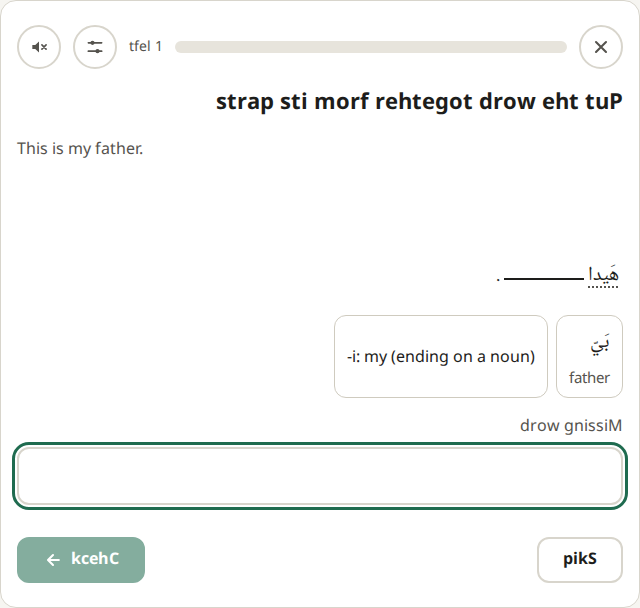 tfel 1
strap sti morf rehtegot drow eht tuP
This is my father.
هَيدا ________ .
بَيّ
father
-i: my (ending on a noun)
drow gnissiM
kcehC
pikS